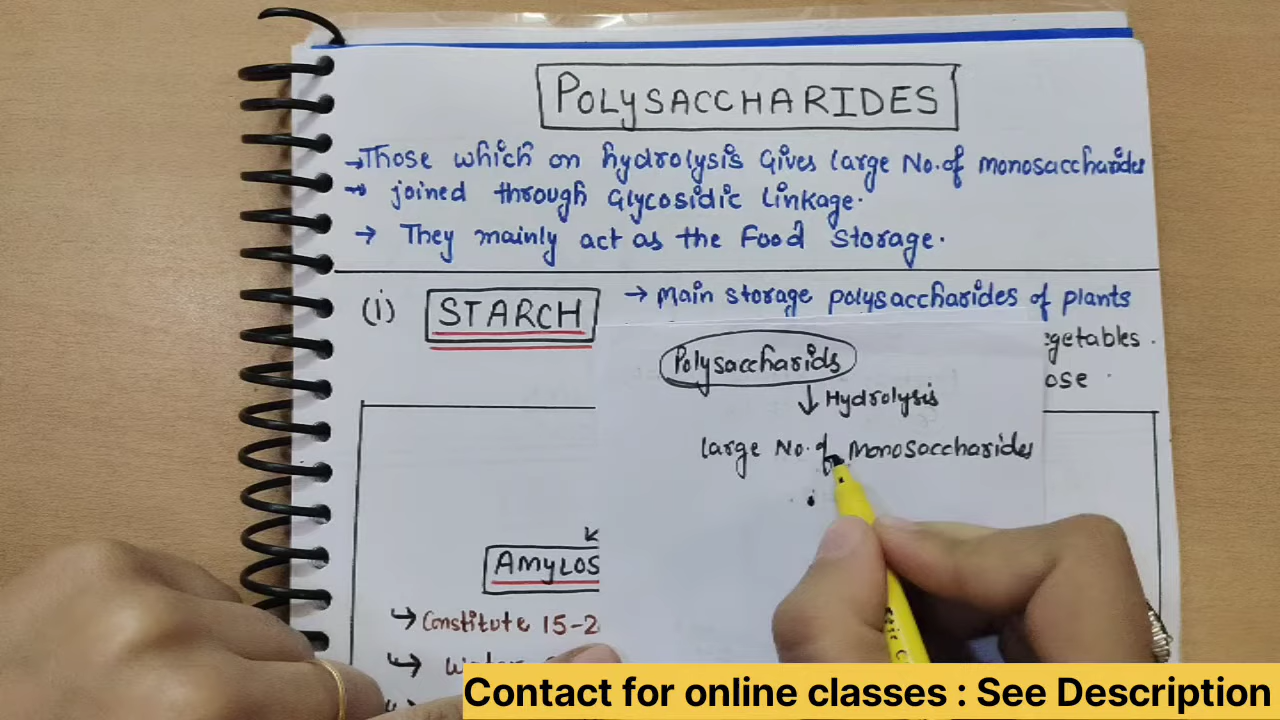 POLYSACCHARIDES
→Those which on hydrolysis Gives large No. of monosaccharides
→ joined through Glycosidic Linkage.
→ They mainly act as the Food Storage.
(i) STARCH → Main storage polysaccharides of plants
getables.
ose
Polysaccharids
↓ Hydrolysis
large No. of monosaccharides
AMYLOS
↳ Constitute 15-2
Contact for online classes : See Description